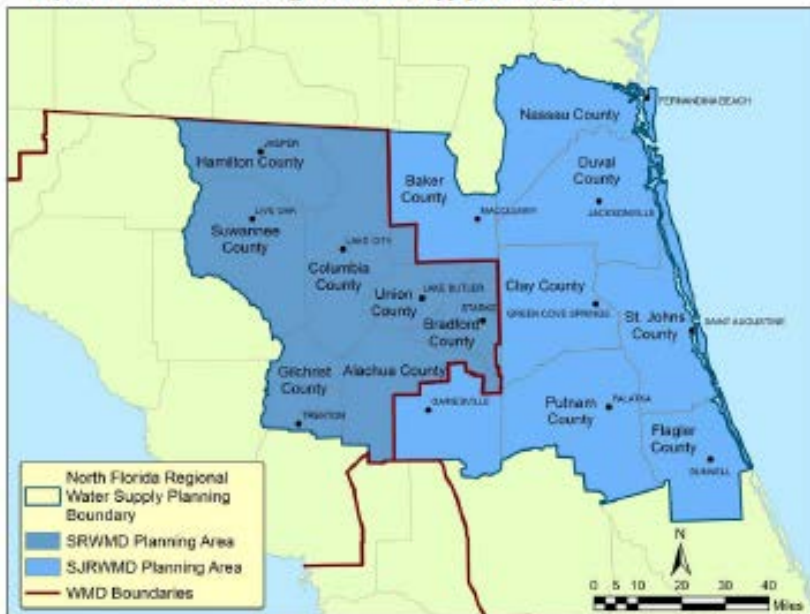 Nassau County
FERNANDINA BEACH
JASPER
Hamilton County
Baker
County
Duval
County
MACCLENNY
JACKSONVILLE
LIVE OAK
Suwannee
County
LAKE CITY
Columbia
County
Union
County
LAKE BUTLER
STARKE
Bradford
County
Clay County
GREEN COVE SPRINGS
St. Johns
County
SAINT AUGUSTINE
Gilchrist
County
Alachua County
TRENTON
GAINESVILLE
Putnam
County
PALATKA
Flagler
County
BUNNELL
North Florida Regional
Water Supply Planning
Boundary
SRWMD Planning Area
SJRWMD Planning Area
WMD Boundaries
N
0 5 10 20 30 40
Miles